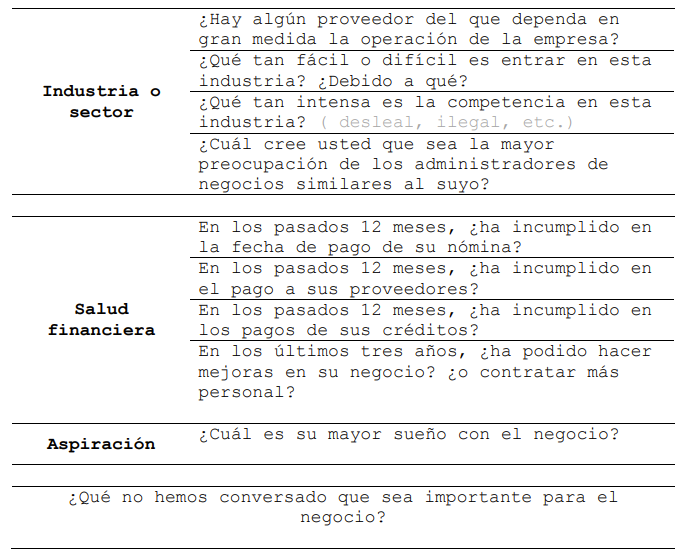 ¿Hay algún proveedor del que dependa en
gran medida la operación de la empresa?
¿Qué tan fácil o difícil es entrar en esta
industria? ¿Debido a qué?
Industria o
sector
¿Qué tan intensa es la competencia en esta
industria? ( desleal, ilegal, etc.)
¿Cuál cree usted que sea la mayor
preocupación de los administradores de
negocios similares al suyo?
En los pasados 12 meses, ¿ha incumplido en
la fecha de pago de su nómina?
En los pasados 12 meses, ¿ha incumplido en
el pago a sus proveedores?
Salud
financiera
En los pasados 12 meses, ¿ha incumplido en
los pagos de sus créditos?
En los últimos tres años, ¿ha podido hacer
mejoras en su negocio? ¿o contratar más
personal?
Aspiración
¿Cuál es su mayor sueño con el negocio?
¿Qué no hemos conversado que sea importante para el
negocio?